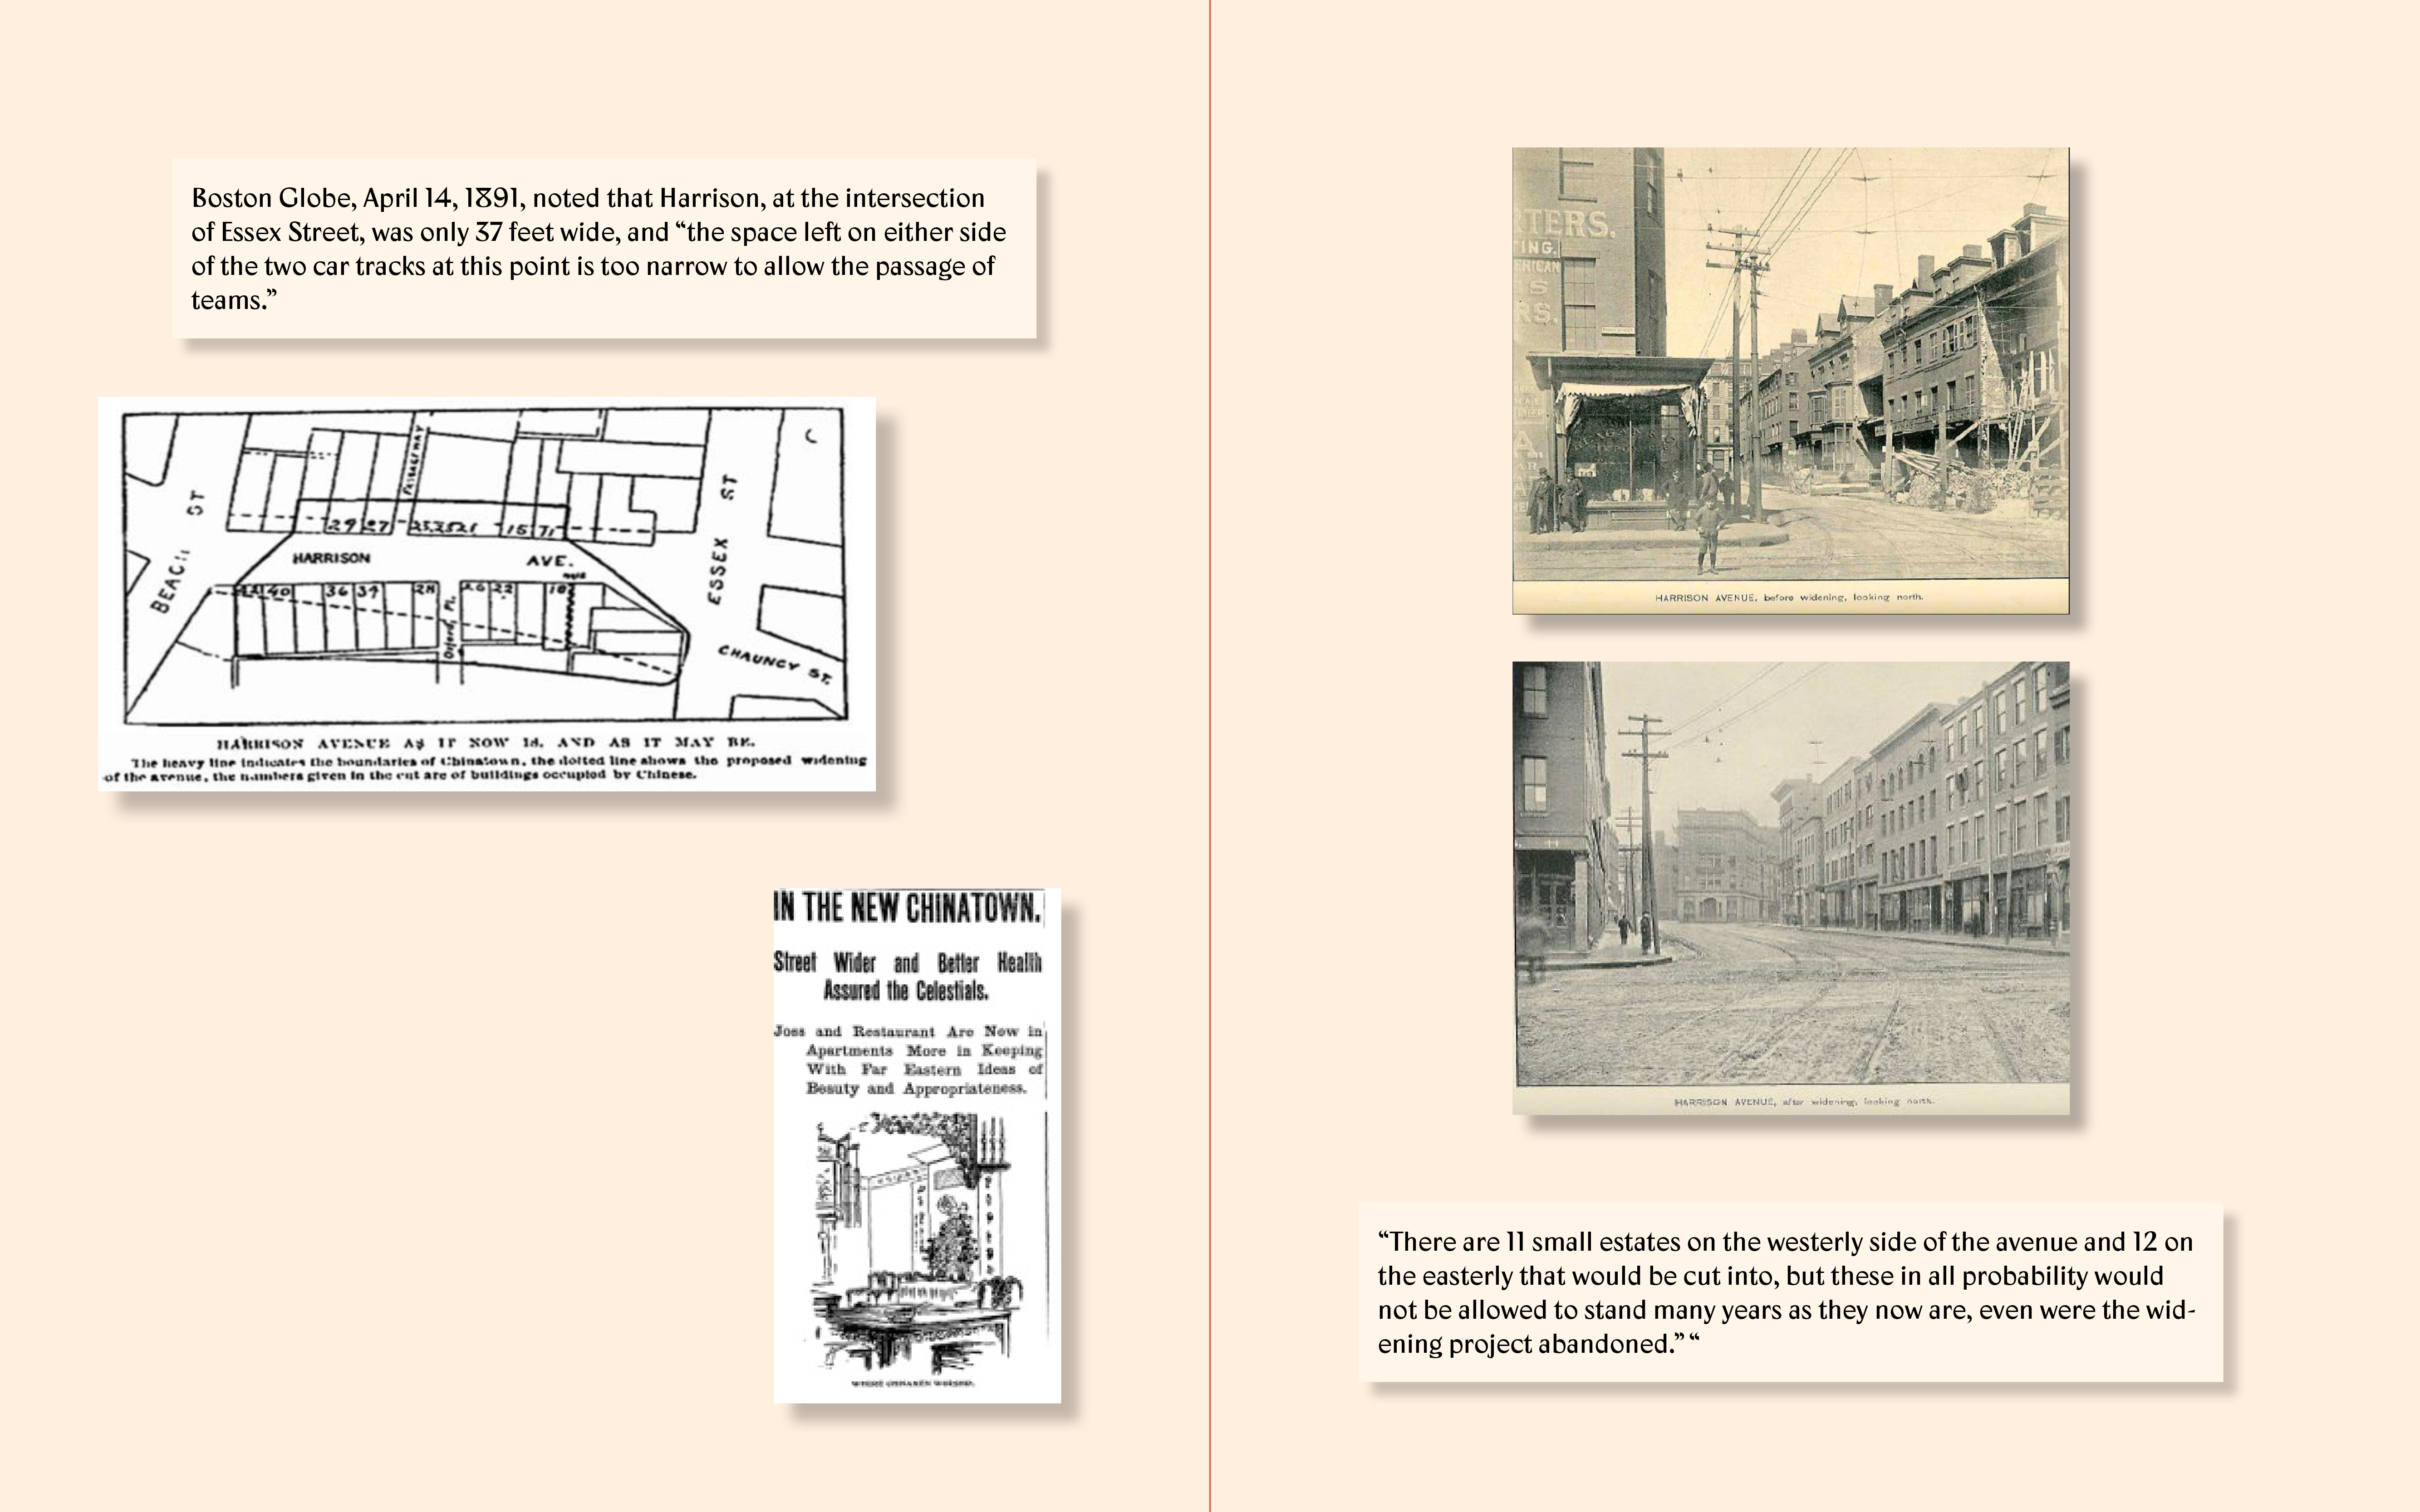 Boston Globe, April 14, 1891, noted that Harrison, at the intersection
of Essex Street, was only 37 feet wide, and “the space left on either side
of the two car tracks at this point is too narrow to allow the passage of
teams.”
PASSAGEWAY
BEACH ST
29 27 25 23 21 15 11
HARRISON AVE.
ESSEX ST
40 36 34 28 26 22 10
Oxford Pl.
CHAUNCY ST.
HARRISON AVENUE AS IT NOW IS, AND AS IT MAY BE.
The heavy line indicates the boundaries of Chinatown, the dotted line shows the proposed widening
of the avenue, the numbers given in the cut are of buildings occupied by Chinese.
IN THE NEW CHINATOWN.
Street Wider and Better Health
Assured the Celestials.
Joss and Restaurant Are Now in
Apartments More in Keeping
With Far Eastern Ideas of
Beauty and Appropriateness.
WHERE CHINAMEN WORSHIP.
RTERS.
TING.
ERICAN
S
RS.
HARRISON AVENUE, before widening, looking north.
HARRISON AVENUE, after widening, looking north.
“There are 11 small estates on the westerly side of the avenue and 12 on
the easterly that would be cut into, but these in all probability would
not be allowed to stand many years as they now are, even were the wid-
ening project abandoned.” “